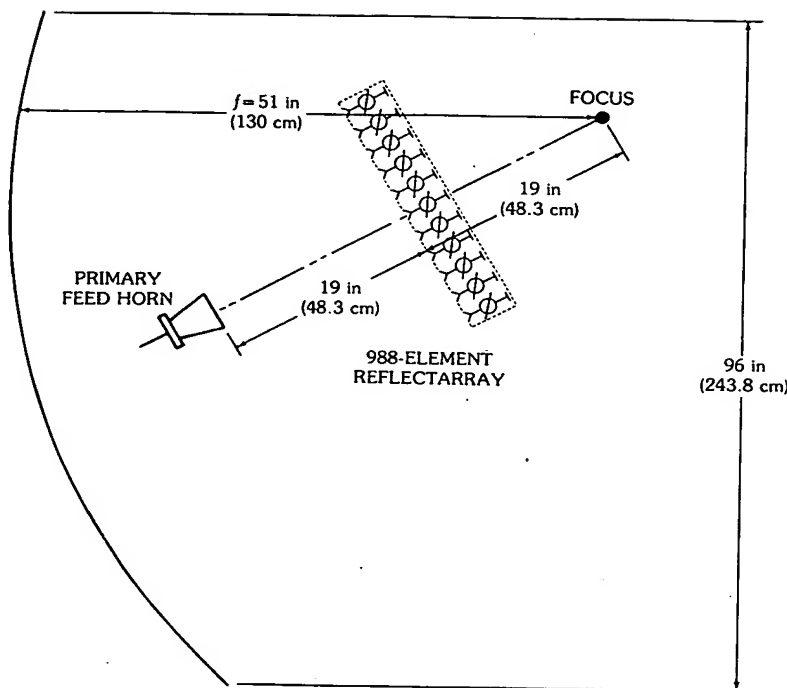 f=51 in
(130 cm)
FOCUS
19 in
(48.3 cm)
PRIMARY
FEED HORN
19 in
(48.3 cm)
988-ELEMENT
REFLECTARRAY
96 in
(243.8 cm)